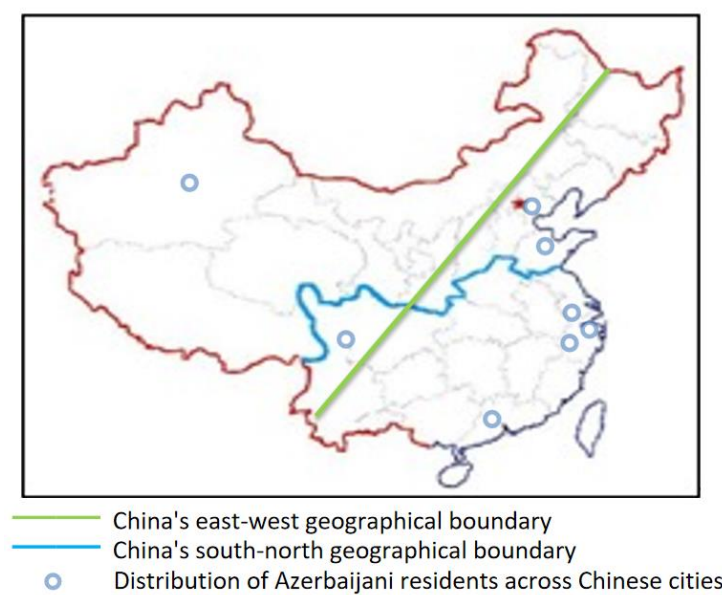 China's east-west geographical boundary
China's south-north geographical boundary
Distribution of Azerbaijani residents across Chinese cities